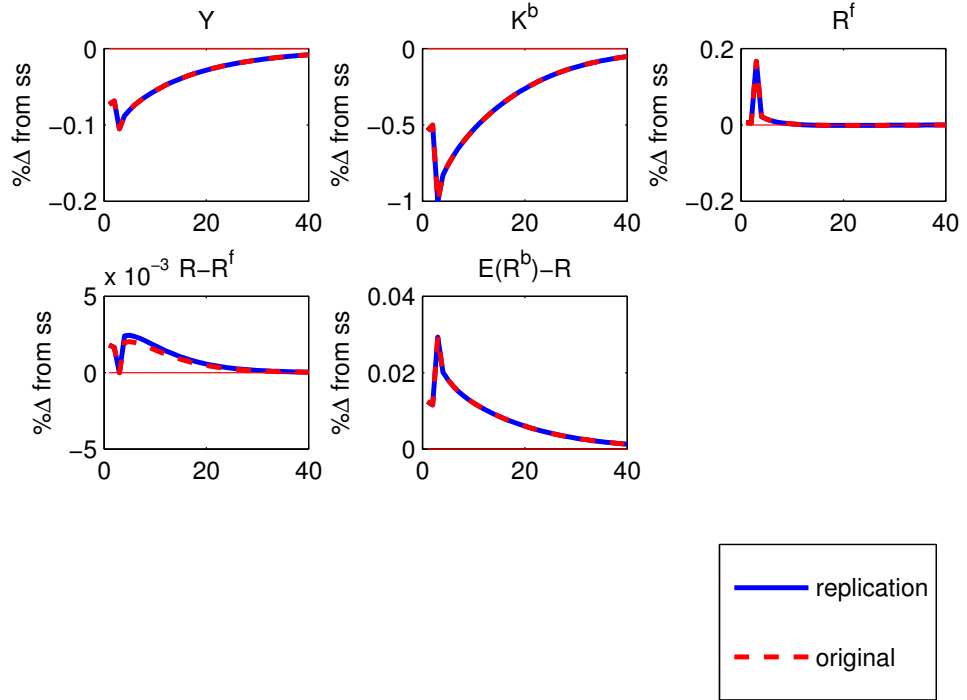 Y
K^b
R^f
%Δ from ss
0
−0.1
−0.2
0 20 40
%Δ from ss
0
−0.5
−1
0 20 40
%Δ from ss
0.2
0
−0.2
0 20 40
x 10^−3 R−R^f
E(R^b)−R
%Δ from ss
5
0
−5
0 20 40
%Δ from ss
0.04
0.02
0
0 20 40
replication
original